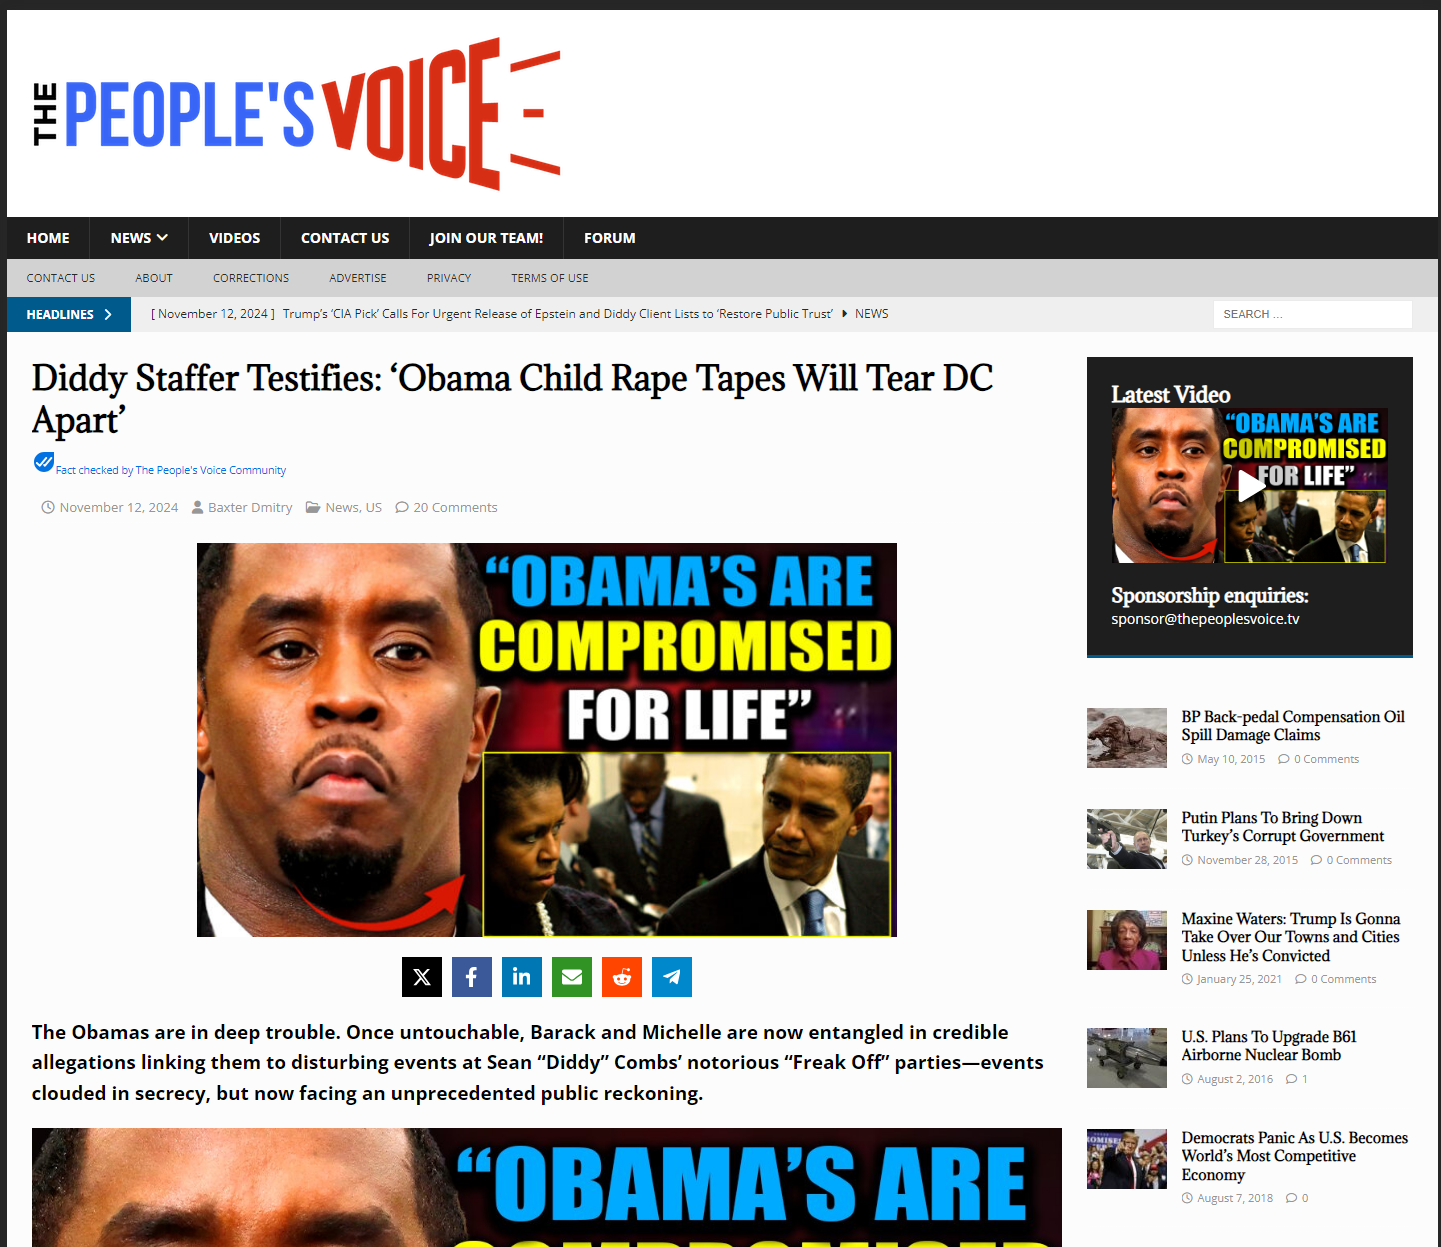 THE PEOPLE'S VOICE
HOME
NEWS
VIDEOS
CONTACT US
JOIN OUR TEAM!
FORUM
CONTACT US
ABOUT
CORRECTIONS
ADVERTISE
PRIVACY
TERMS OF USE
HEADLINES
[ November 12, 2024 ] Trump’s ‘CIA Pick’ Calls For Urgent Release of Epstein and Diddy Client Lists to ‘Restore Public Trust’ NEWS
SEARCH …
Diddy Staffer Testifies: ‘Obama Child Rape Tapes Will Tear DC
Apart’
Fact checked by The People's Voice Community
November 12, 2024 Baxter Dmitry News, US 20 Comments
“OBAMA’S ARE
COMPROMISED
FOR LIFE”
The Obamas are in deep trouble. Once untouchable, Barack and Michelle are now entangled in credible
allegations linking them to disturbing events at Sean “Diddy” Combs’ notorious “Freak Off” parties—events
clouded in secrecy, but now facing an unprecedented public reckoning.
“OBAMA’S ARE
COMPROMISED
Latest Video
“OBAMA’S ARE
COMPROMISED
FOR LIFE”
Sponsorship enquiries:
sponsor@thepeoplesvoice.tv
BP Back-pedal Compensation Oil
Spill Damage Claims
May 10, 2015 0 Comments
Putin Plans To Bring Down
Turkey’s Corrupt Government
November 28, 2015 0 Comments
Maxine Waters: Trump Is Gonna
Take Over Our Towns and Cities
Unless He’s Convicted
January 25, 2021 0 Comments
U.S. Plans To Upgrade B61
Airborne Nuclear Bomb
August 2, 2016 1
Democrats Panic As U.S. Becomes
World’s Most Competitive
Economy
August 7, 2018 0